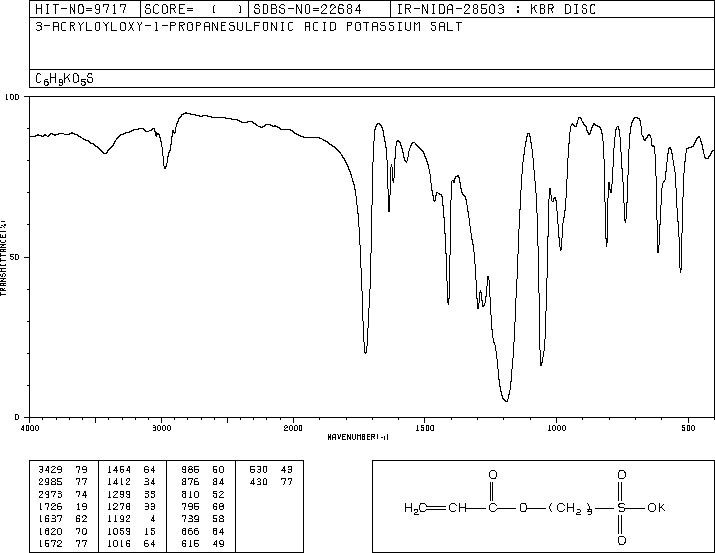 HIT-NO=9717 SCORE= ( ) SDBS-NO=22684 IR-NIDA-28503 : KBR DISC
3-ACRYLOYLOXY-1-PROPANESULFONIC ACID POTASSIUM SALT
C6H9KO5S
100
50
0
TRANSMITTANCE(%)
4000 3000 2000 1500 1000 500
WAVENUMBER(-1)
3429 79 1464 64 986 50 530 43
2985 77 1412 34 876 84 430 77
2973 74 1299 33 810 52
1726 19 1278 33 795 68
1637 62 1192 4 739 58
1620 70 1059 15 666 84
1572 77 1016 64 615 49
O O
H2C CH C O (CH2)3 S OK
O